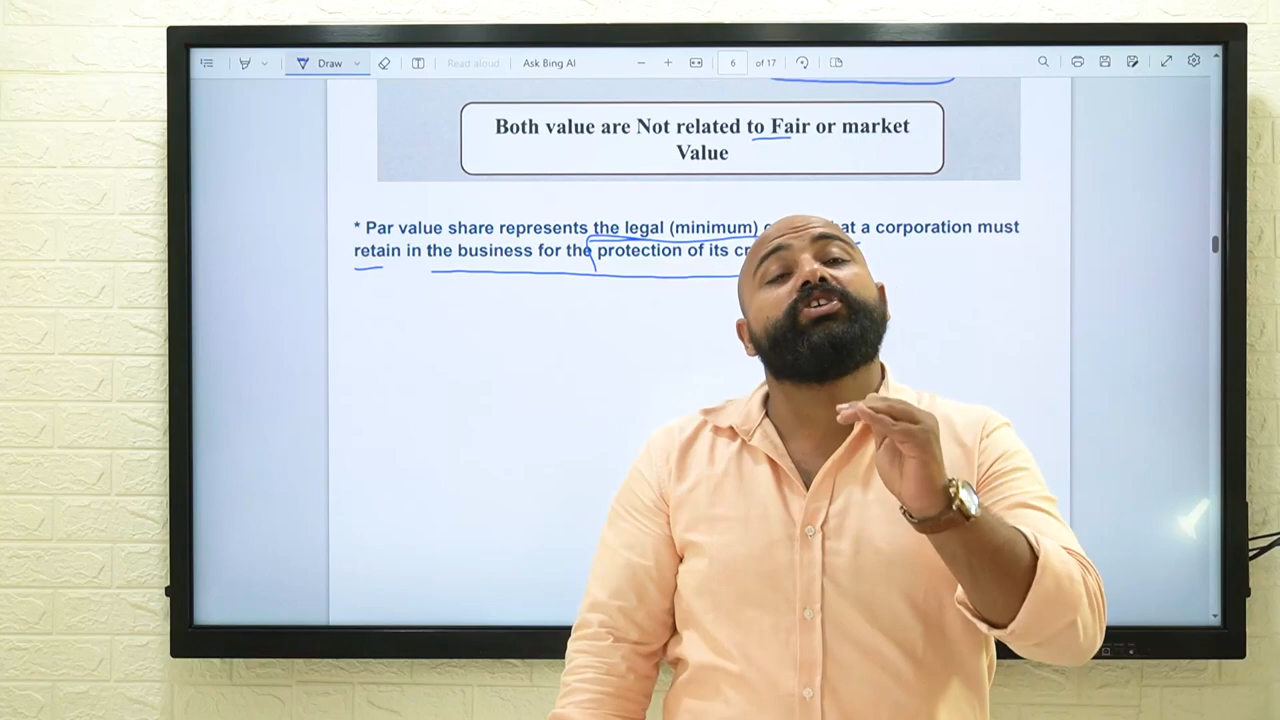 Draw Read aloud Ask Bing AI 6 of 17
Both value are Not related to Fair or market
Value
* Par value share represents the legal (minimum) at a corporation must
retain in the business for the protection of its